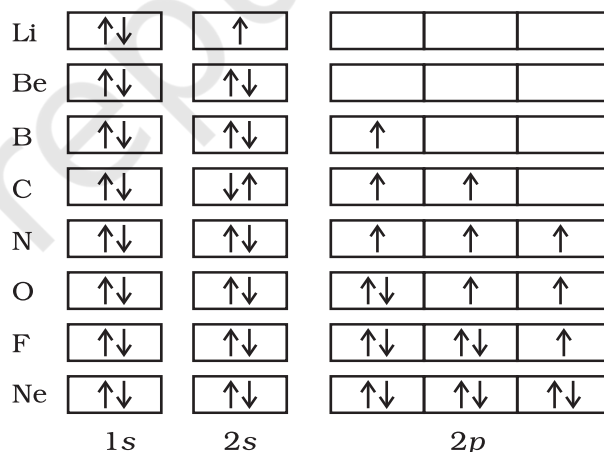 Li ↑↓ ↑
Be ↑↓ ↑↓
B ↑↓ ↑↓ ↑
C ↑↓ ↓↑ ↑ ↑
N ↑↓ ↑↓ ↑ ↑ ↑
O ↑↓ ↑↓ ↑↓ ↑ ↑
F ↑↓ ↑↓ ↑↓ ↑↓ ↑
Ne ↑↓ ↑↓ ↑↓ ↑↓ ↑↓
1s 2s 2p